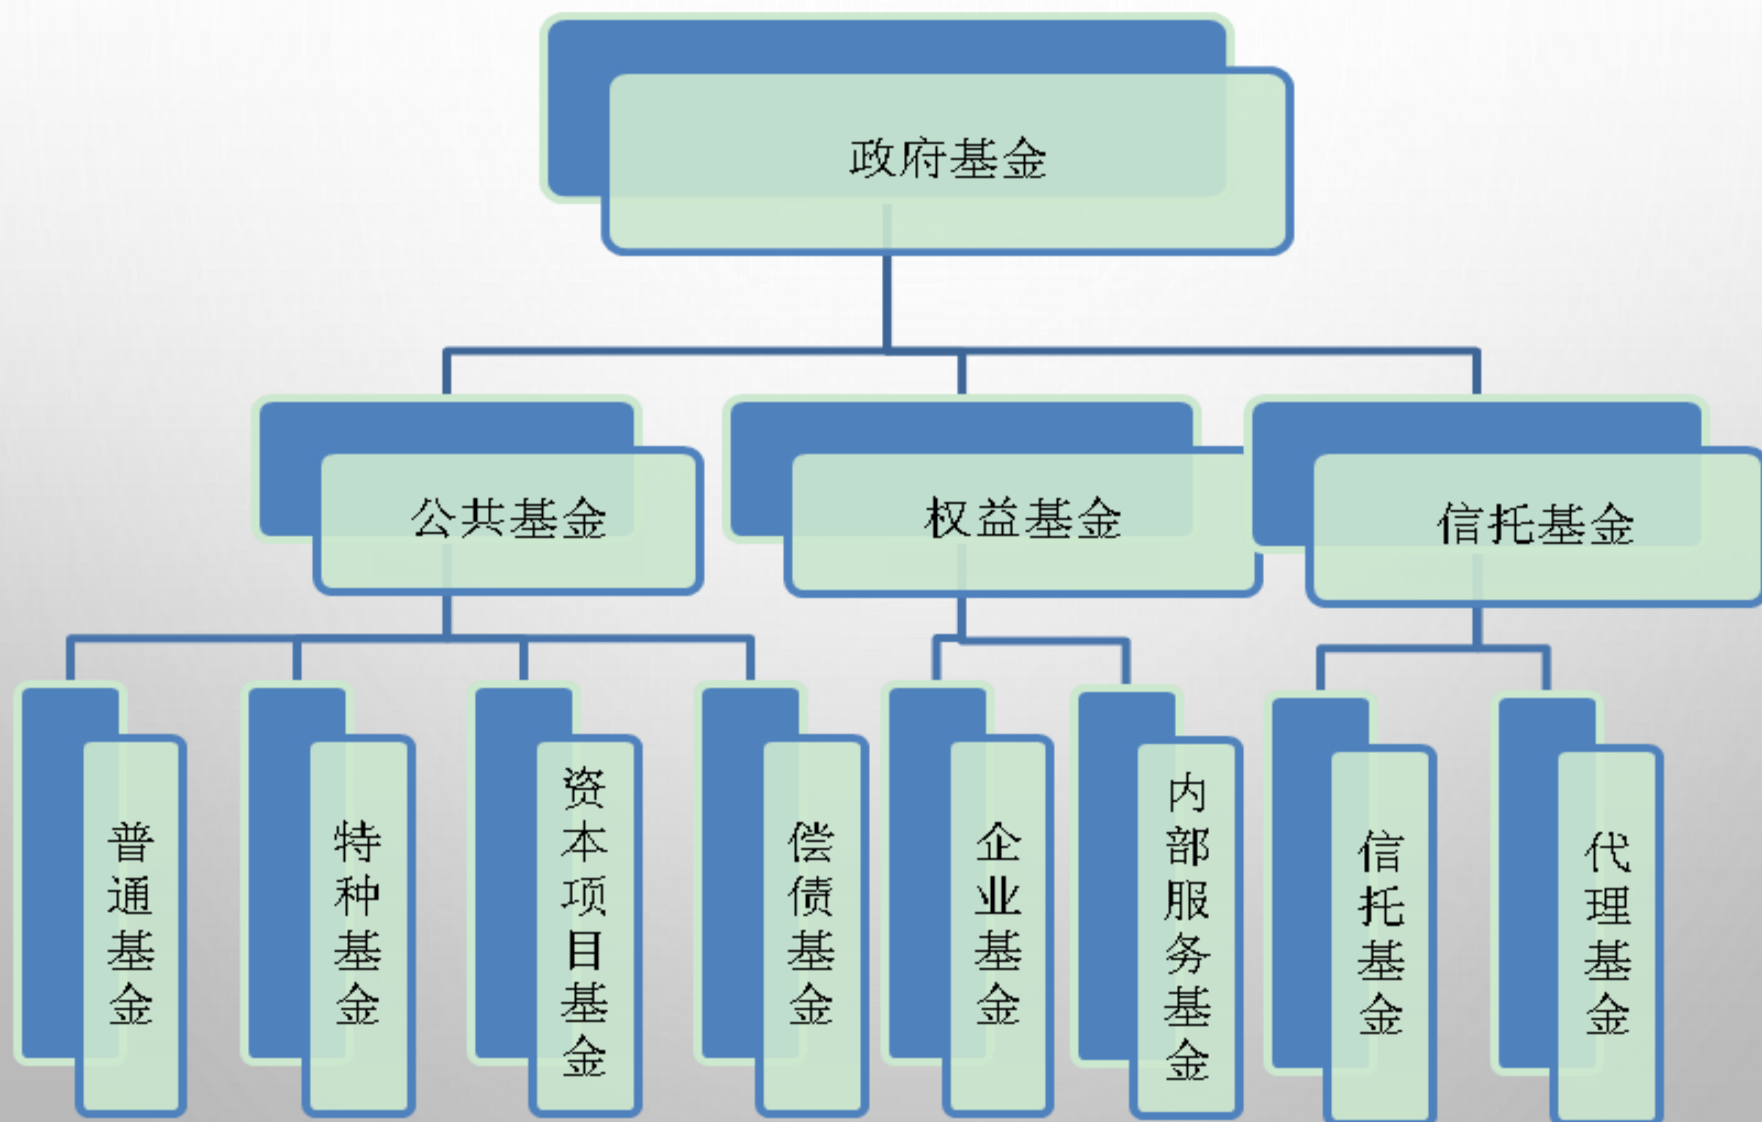 政府基金
公共基金
权益基金
信托基金
普通基金
特种基金
资本项目基金
偿债基金
企业基金
内部服务基金
信托基金
代理基金